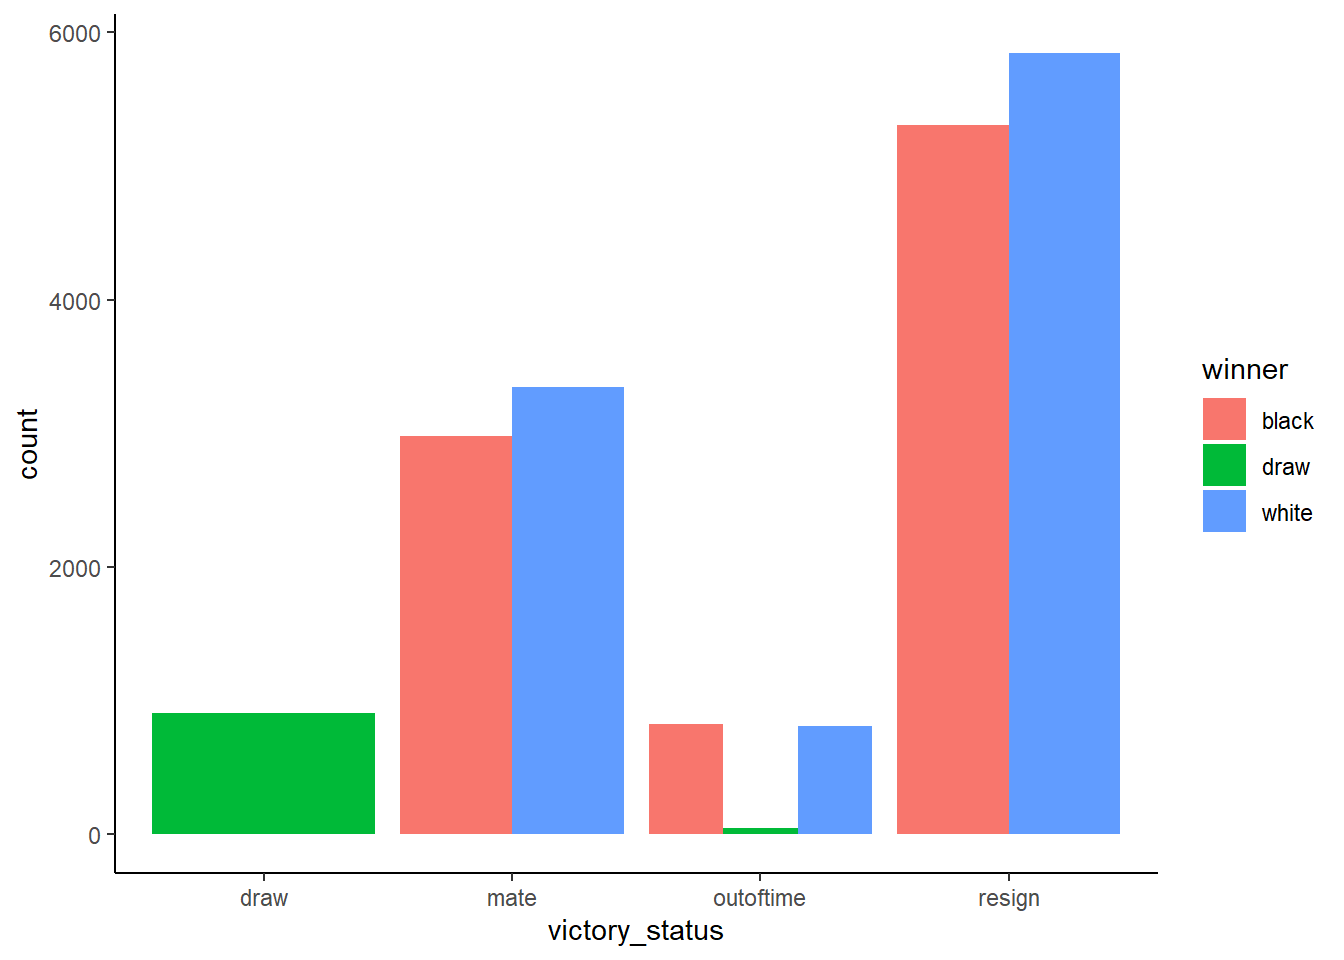 6000
4000
2000
0
count
draw
mate
outoftime
resign
victory_status
winner
black
draw
white